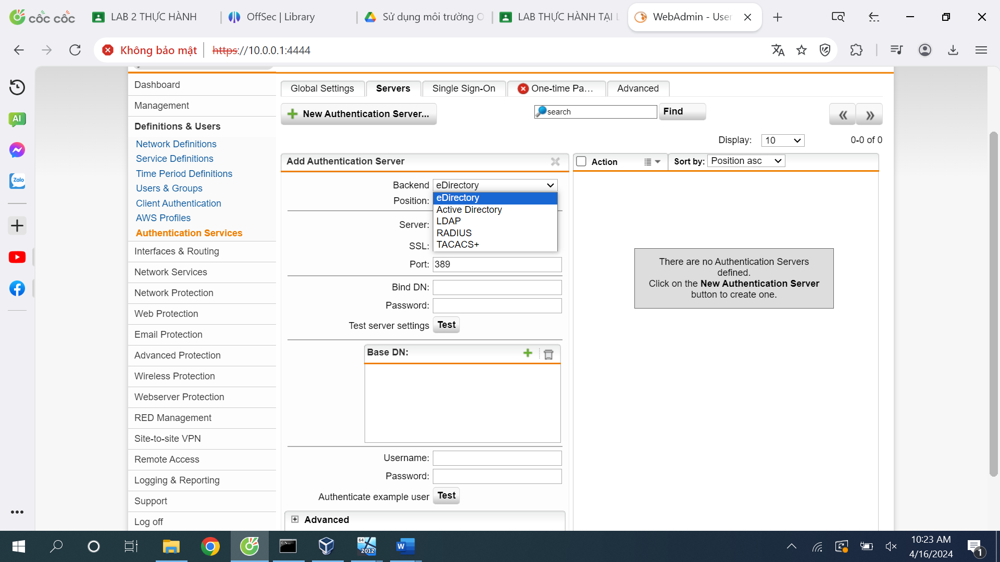 cốc cốc
LAB 2 THỰC HÀNH
OffSec | Library
Sử dụng môi trường O
LAB THỰC HÀNH TẠI L
WebAdmin - User
Không bảo mật
https://10.0.0.1:4444
AI
Zalo
Dashboard
Management
Definitions & Users
Network Definitions
Service Definitions
Time Period Definitions
Users & Groups
Client Authentication
AWS Profiles
Authentication Services
Interfaces & Routing
Network Services
Network Protection
Web Protection
Email Protection
Advanced Protection
Wireless Protection
Webserver Protection
RED Management
Site-to-site VPN
Remote Access
Logging & Reporting
Support
Log off
Global Settings
Servers
Single Sign-On
One-time Pa...
Advanced
New Authentication Server...
search
Find
Display:
10
0-0 of 0
Add Authentication Server
Backend
eDirectory
Position:
eDirectory
Active Directory
LDAP
RADIUS
TACACS+
Server:
SSL:
Port:
389
Bind DN:
Password:
Test server settings
Test
Base DN:
Username:
Password:
Authenticate example user
Test
Advanced
Action
Sort by:
Position asc
There are no Authentication Servers
defined.
Click on the New Authentication Server
button to create one.
64
2012
W
10:23 AM
4/16/2024
1